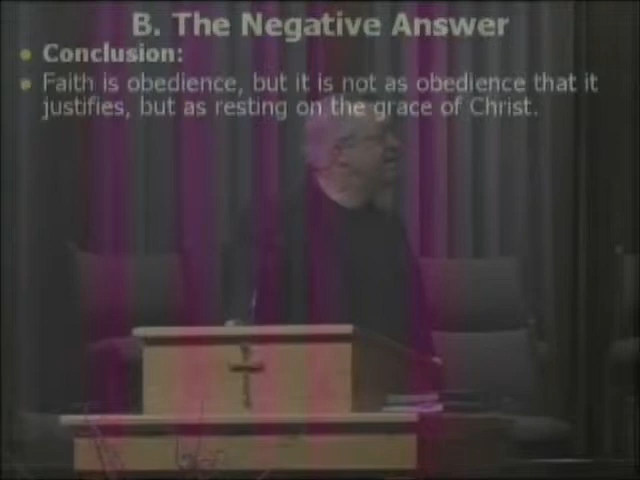 B. The Negative Answer
Conclusion:
Faith is obedience, but it is not as obedience that it
justifies, but as resting on the grace of Christ.